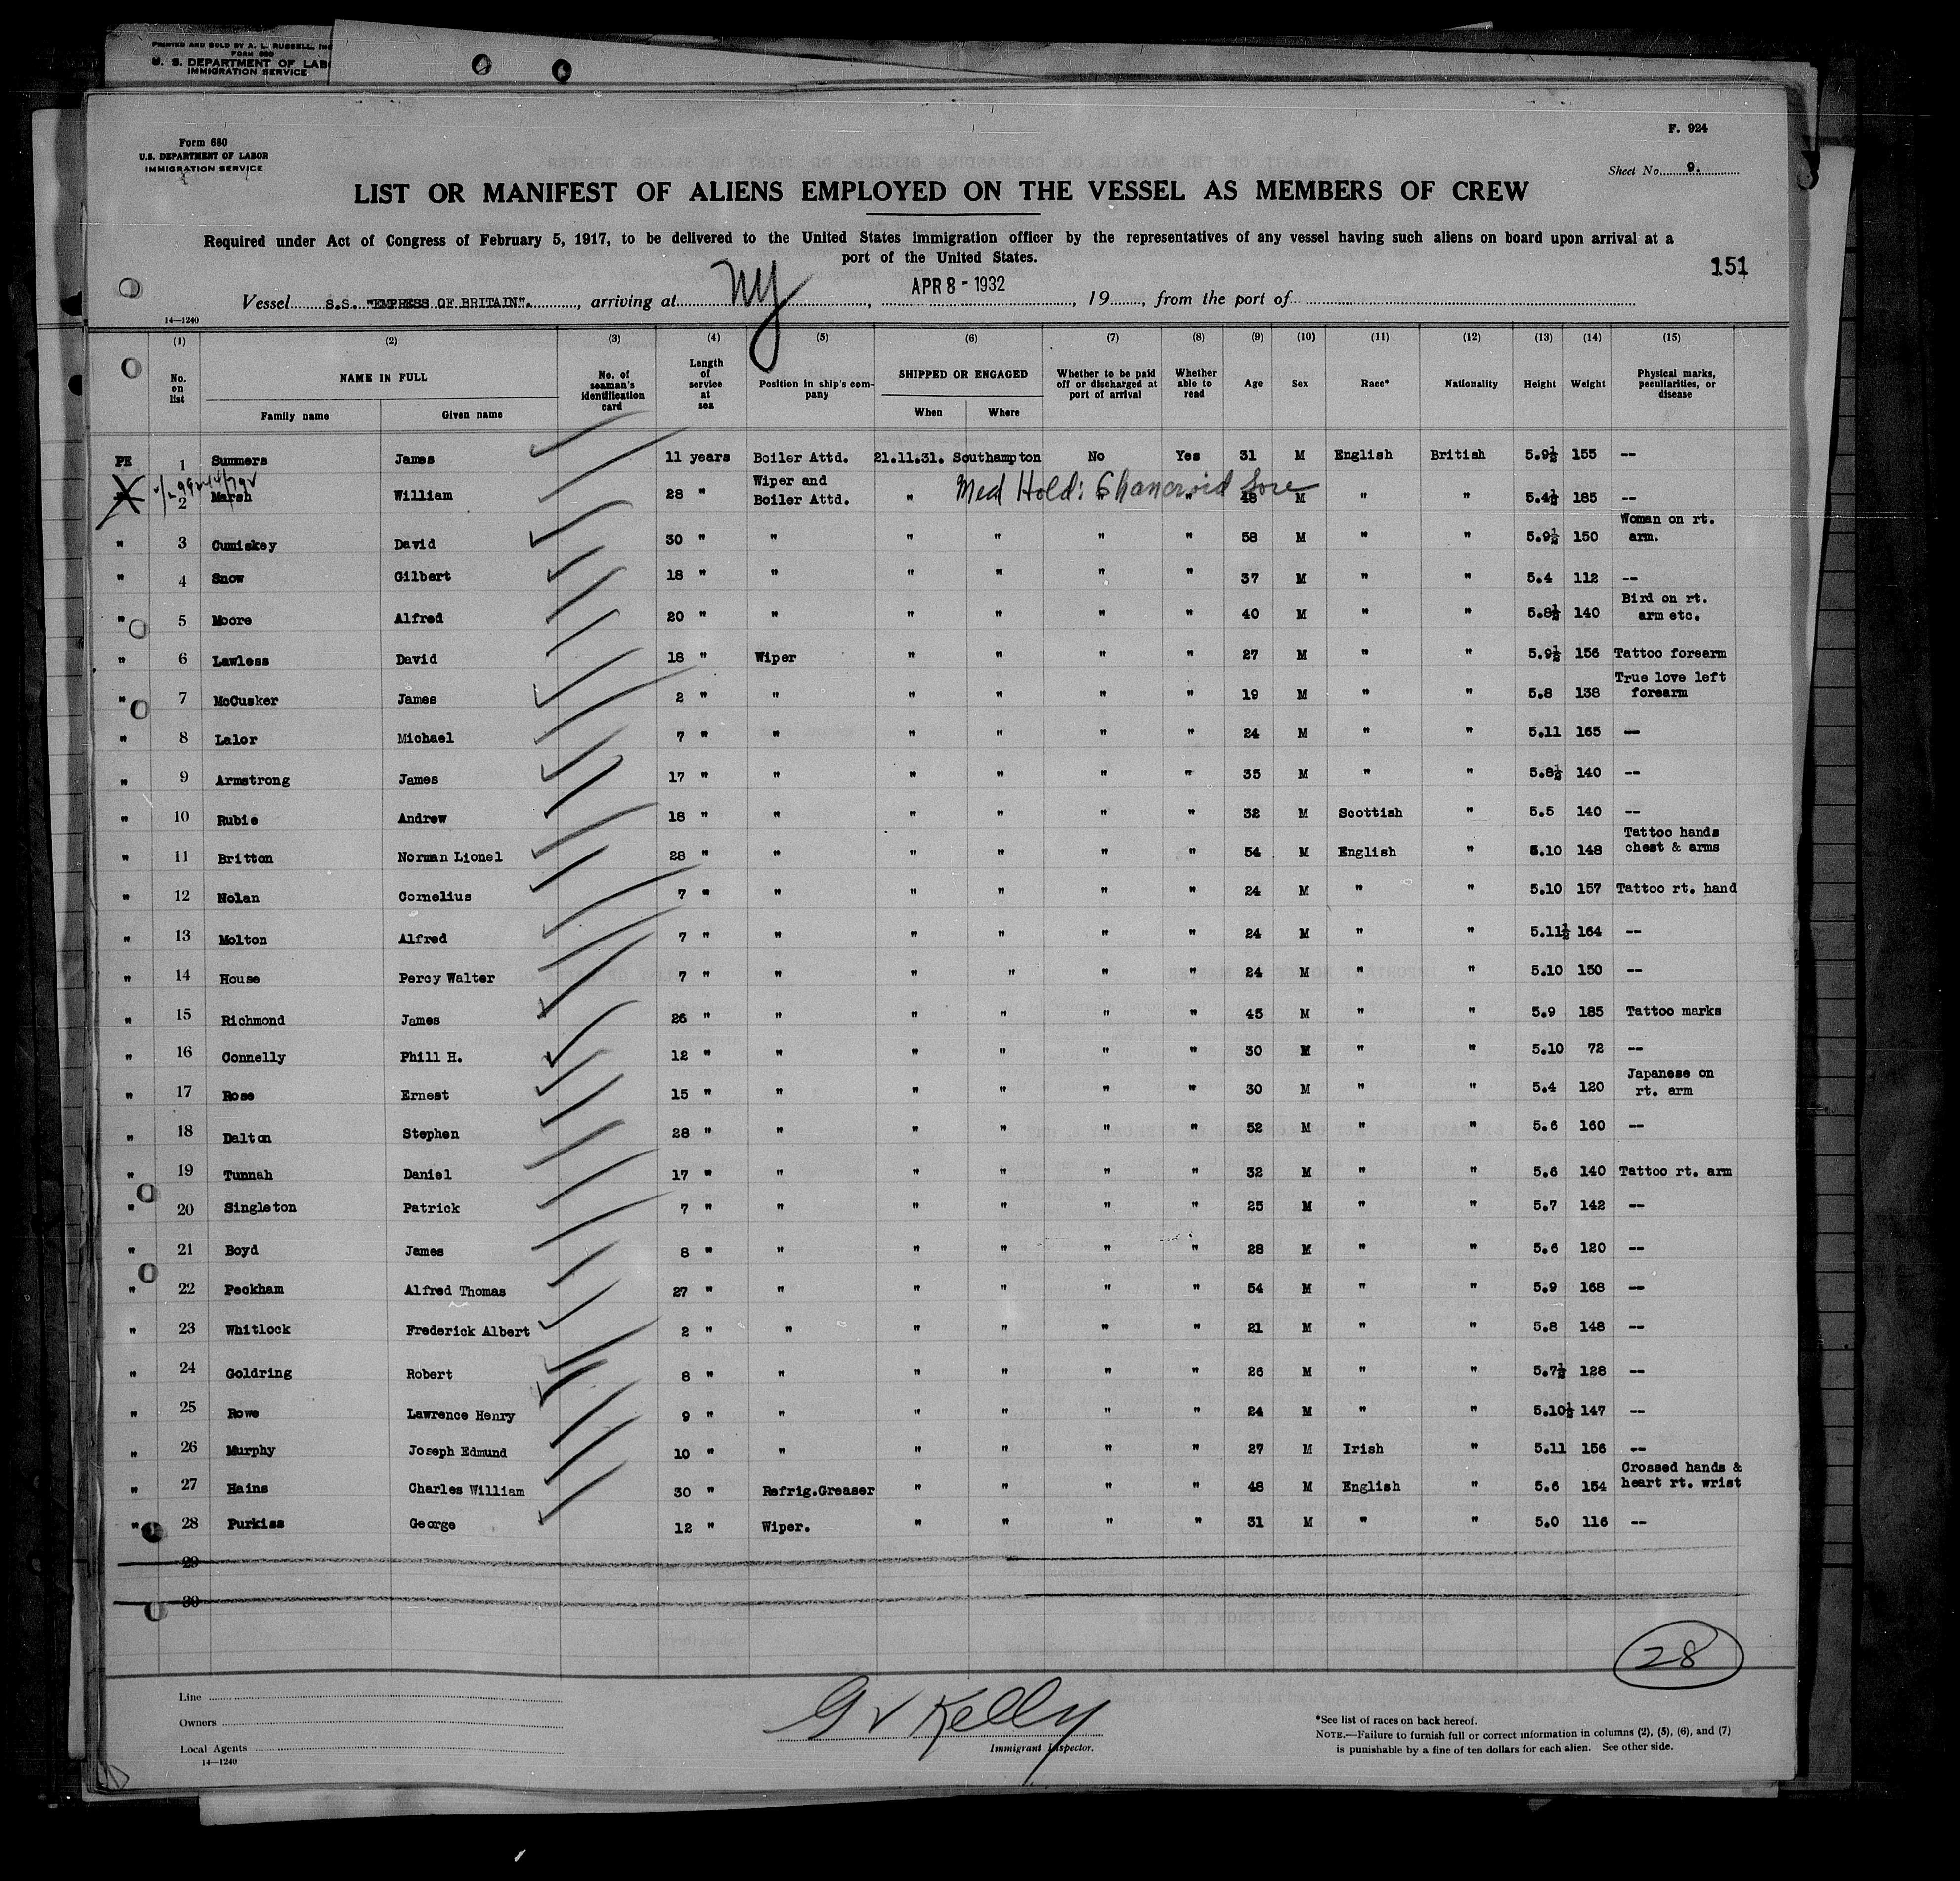 PRINTED AND SOLD BY A. L. RUSSELL, INC
FORM 680
U. S. DEPARTMENT OF LAB
IMMIGRATION SERVICE
Form 680
U.S. DEPARTMENT OF LABOR
IMMIGRATION SERVICE
F. 924
Sheet No. 9.
LIST OR MANIFEST OF ALIENS EMPLOYED ON THE VESSEL AS MEMBERS OF CREW
Required under Act of Congress of February 5, 1917, to be delivered to the United States immigration officer by the representatives of any vessel having such aliens on board upon arrival at a
port of the United States.
151
Vessel S.S. "EMPRESS OF BRITAIN"., arriving at NY, APR 8 - 1932, 19, from the port of
14—1240
(1) (2) (3) (4) (5) (6) (7) (8) (9) (10) (11) (12) (13) (14) (15)
No. on list NAME IN FULL Family name Given name No. of seaman's identification card Length of service at sea Position in ship's company SHIPPED OR ENGAGED When Where Whether to be paid off or discharged at port of arrival Whether able to read Age Sex Race* Nationality Height Weight Physical marks, peculiarities, or disease
PE 1 Summers James 11 years Boiler Attd. 21.11.31. Southampton No Yes 31 M English British 5.9½ 155 --
2 Marsh William 28 " Wiper and Boiler Attd. " Med Hold: Chancroid Sore 48 M " " 5.4½ 185 --
" 3 Cumiskey David 30 " " " " " " 58 M " " 5.9½ 150 Woman on rt. arm.
" 4 Snow Gilbert 18 " " " " " " 37 M " " 5.4 112 --
" 5 Moore Alfred 20 " " " " " " 40 M " " 5.8½ 140 Bird on rt. arm etc.
" 6 Lawless David 18 " Wiper " " " " 27 M " " 5.9½ 156 Tattoo forearm
" 7 McCusker James 2 " " " " " " 19 M " " 5.8 138 True love left forearm
" 8 Lalor Michael 7 " " " " " " 24 M " " 5.11 165 --
" 9 Armstrong James 17 " " " " " " 35 M " " 5.8½ 140 --
" 10 Rubie Andrew 18 " " " " " " 32 M Scottish " 5.5 140 --
" 11 Britton Norman Lionel 28 " " " " " " 54 M English " 5.10 148 Tattoo hands chest & arms
" 12 Nolan Cornelius 7 " " " " " " 24 M " " 5.10 157 Tattoo rt. hand
" 13 Molton Alfred 7 " " " " " " 24 M " " 5.11½ 164 --
" 14 House Percy Walter 7 " " " " " " 24 M " " 5.10 150 --
" 15 Richmond James 26 " " " " " " 45 M " " 5.9 185 Tattoo marks
" 16 Connelly Phill H. 12 " " " " " " 30 M " " 5.10 72 --
" 17 Rose Ernest 15 " " " " " " 30 M " " 5.4 120 Japanese on rt. arm
" 18 Dalton Stephen 28 " " " " " " 52 M " " 5.6 160 --
" 19 Tunnah Daniel 17 " " " " " " 32 M " " 5.6 140 Tattoo rt. arm
" 20 Singleton Patrick 7 " " " " " " 25 M " " 5.7 142 --
" 21 Boyd James 8 " " " " " " 28 M " " 5.6 120 --
" 22 Peckham Alfred Thomas 27 " " " " " " 54 M " " 5.9 168 --
" 23 Whitlock Frederick Albert 2 " " " " " " 21 M " " 5.8 148 --
" 24 Goldring Robert 8 " " " " " " 26 M " " 5.7½ 128 --
" 25 Rowe Lawrence Henry 9 " " " " " " 24 M " " 5.10½ 147 --
" 26 Murphy Joseph Edmund 10 " " " " " " 27 M Irish " 5.11 156 --
" 27 Hains Charles William 30 " Refrig.Greaser " " " " 48 M English " 5.6 154 Crossed hands & heart rt. wrist
" 28 Purkiss George 12 " Wiper. " " " " 31 M " " 5.0 116 --
29
30
28
Line
Owners
Local Agents
14—1240
G V Kelly
Immigrant Inspector.
*See list of races on back hereof.
NOTE.—Failure to furnish full or correct information in columns (2), (5), (6), and (7)
is punishable by a fine of ten dollars for each alien. See other side.